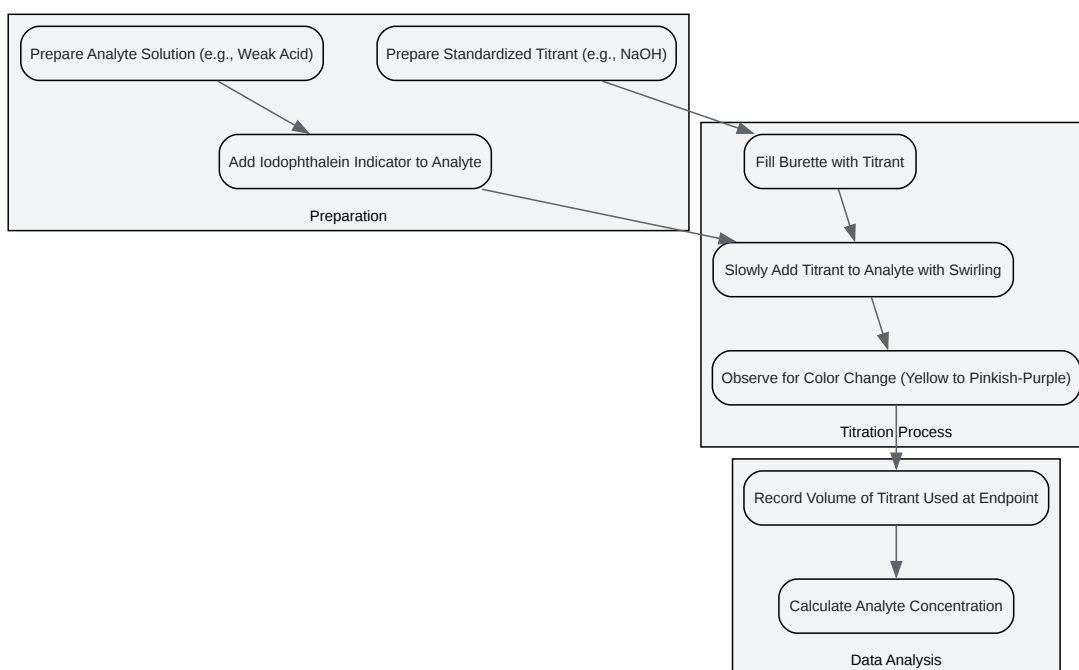 Prepare Analyte Solution (e.g., Weak Acid)
Prepare Standardized Titrant (e.g., NaOH)
Add Iodophthalein Indicator to Analyte
Preparation
Fill Burette with Titrant
Slowly Add Titrant to Analyte with Swirling
Observe for Color Change (Yellow to Pinkish-Purple)
Titration Process
Record Volume of Titrant Used at Endpoint
Calculate Analyte Concentration
Data Analysis